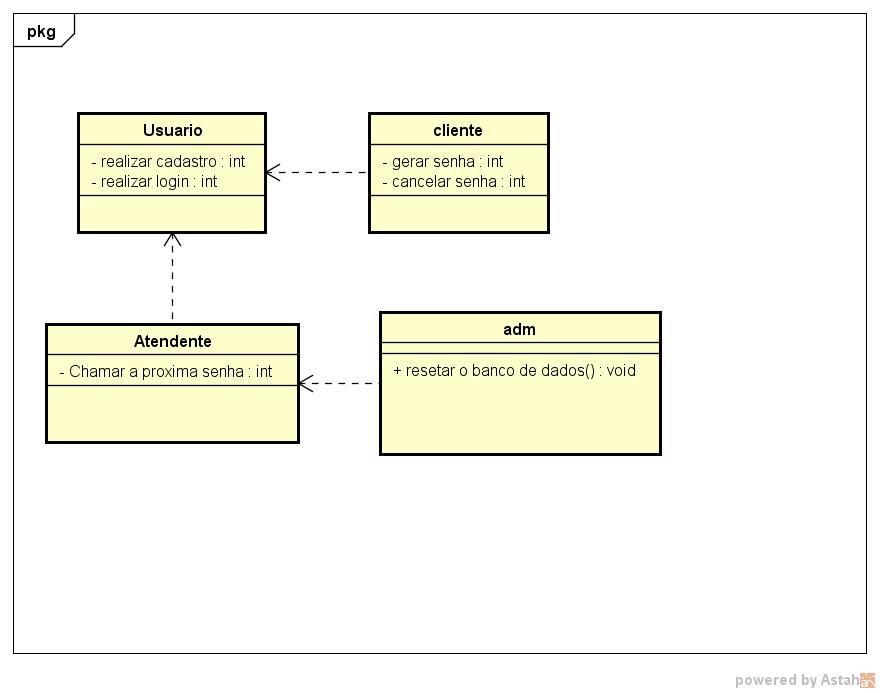 pkg
Usuario
- realizar cadastro : int
- realizar login : int
cliente
- gerar senha : int
- cancelar senha : int
Atendente
- Chamar a proxima senha : int
adm
+ resetar o banco de dados() : void
powered by Astah